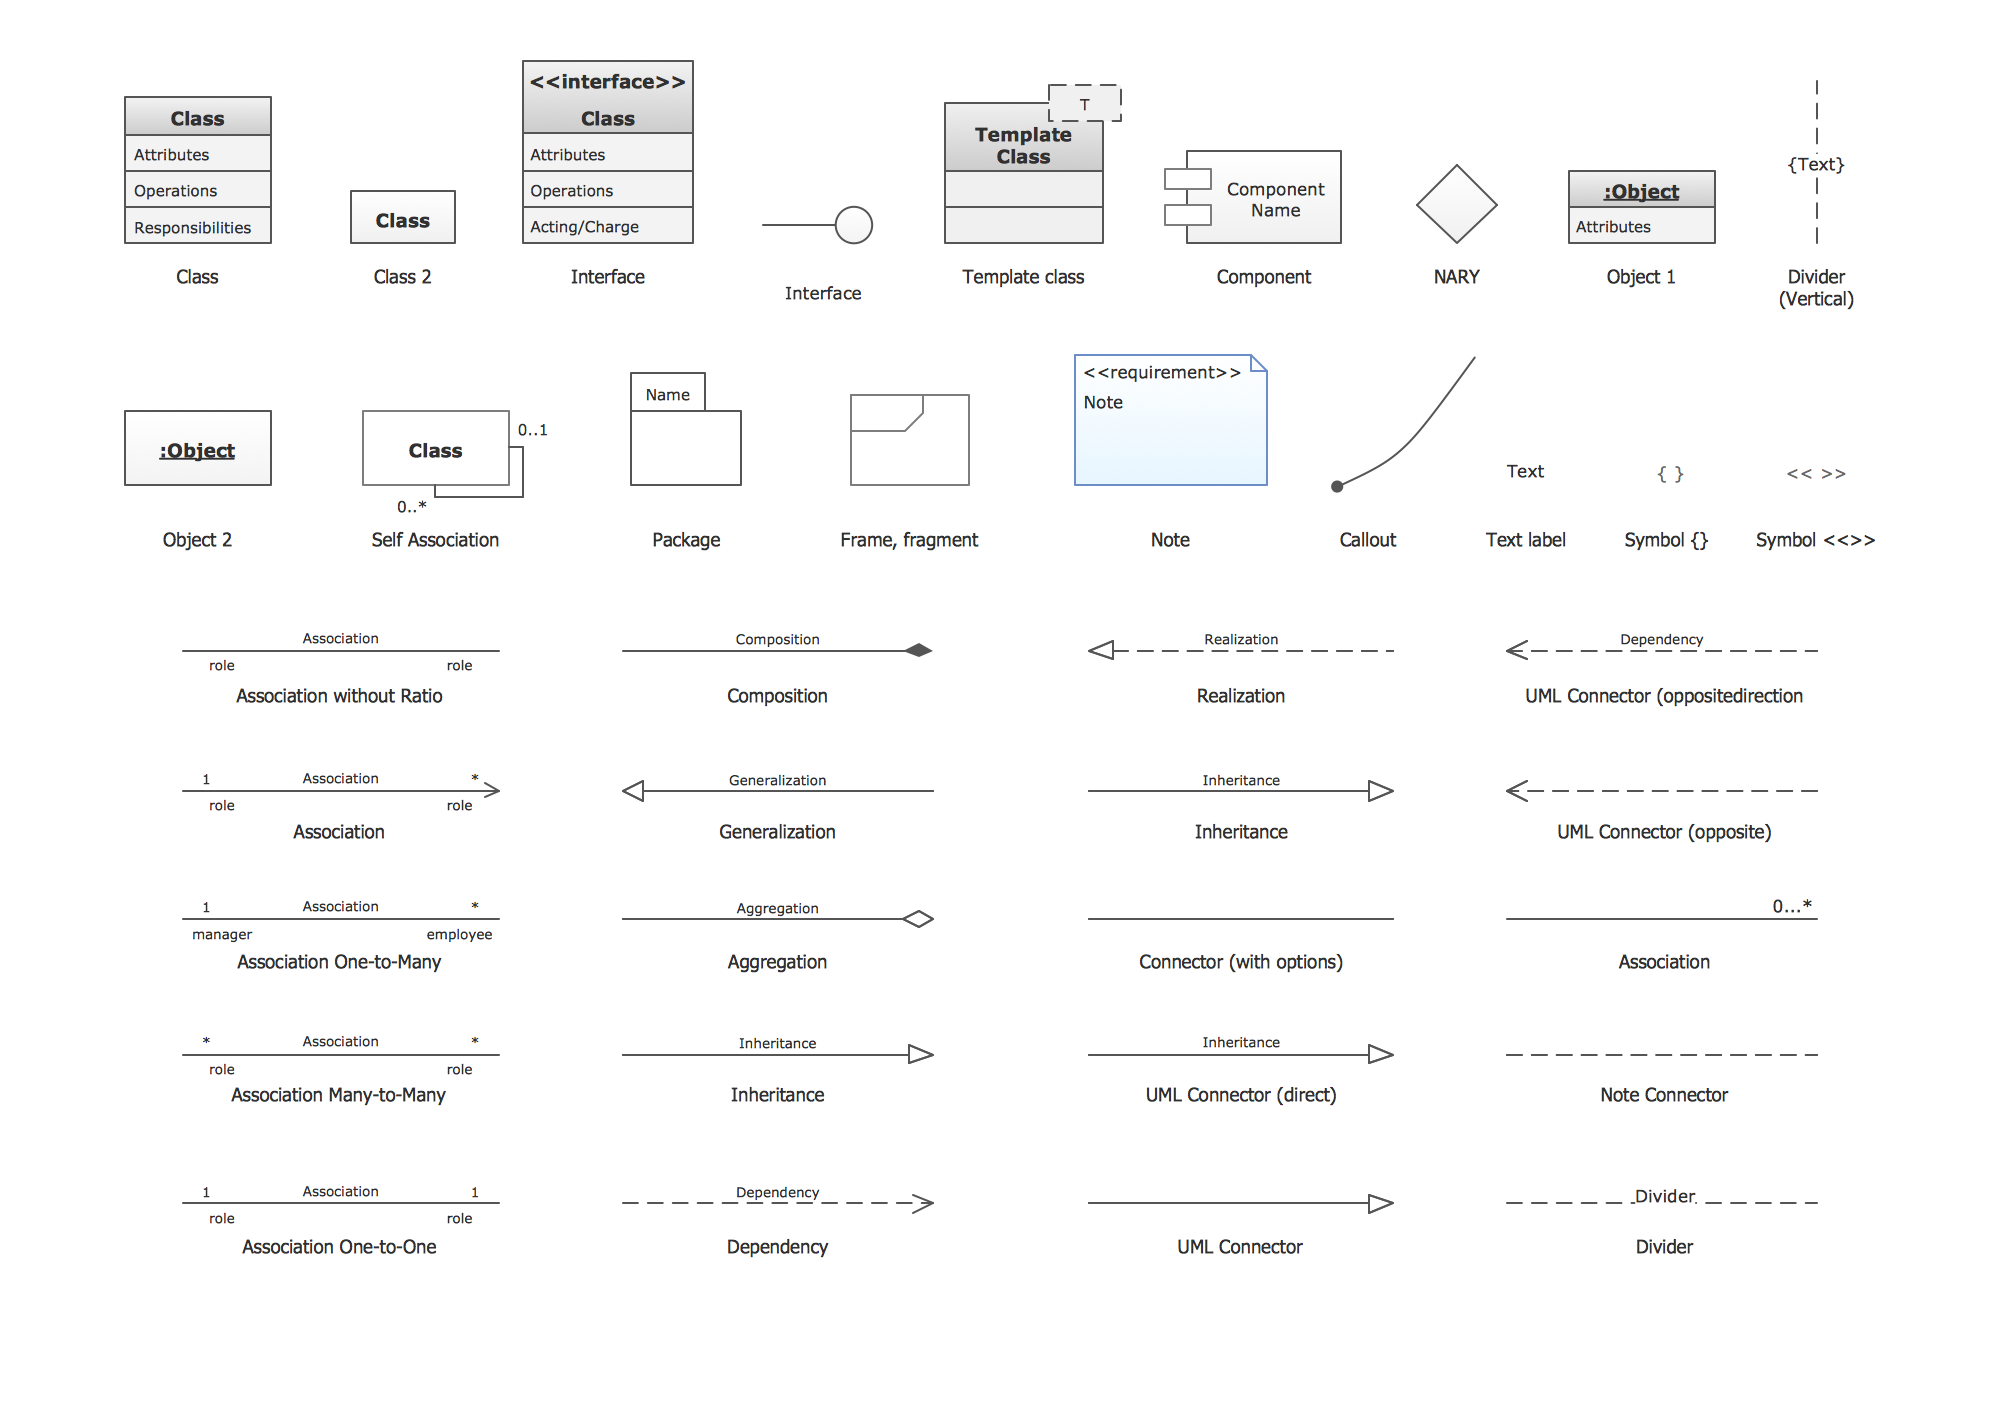 Class
Attributes
Operations
Responsibilities
Class
Class
Class 2
<<interface>>
Class
Attributes
Operations
Acting/Charge
Interface
Interface
T
Template
Class
Template class
Component
Name
Component
NARY
:Object
Attributes
Object 1
{Text}
Divider
(Vertical)
:Object
Object 2
Class
0..1
0..*
Self Association
Name
Package
Frame, fragment
<<requirement>>
Note
Note
Callout
Text
Text label
{ }
Symbol {}
<< >>
Symbol <<>>
Association
role role
Association without Ratio
Composition
Composition
Realization
Realization
Dependency
UML Connector (oppositedirection
1 Association *
role role
Association
Generalization
Generalization
Inheritance
Inheritance
UML Connector (opposite)
1 Association *
manager employee
Association One-to-Many
Aggregation
Aggregation
Connector (with options)
0...*
Association
* Association *
role role
Association Many-to-Many
Inheritance
Inheritance
Inheritance
UML Connector (direct)
Note Connector
1 Association 1
role role
Association One-to-One
Dependency
Dependency
UML Connector
Divider
Divider